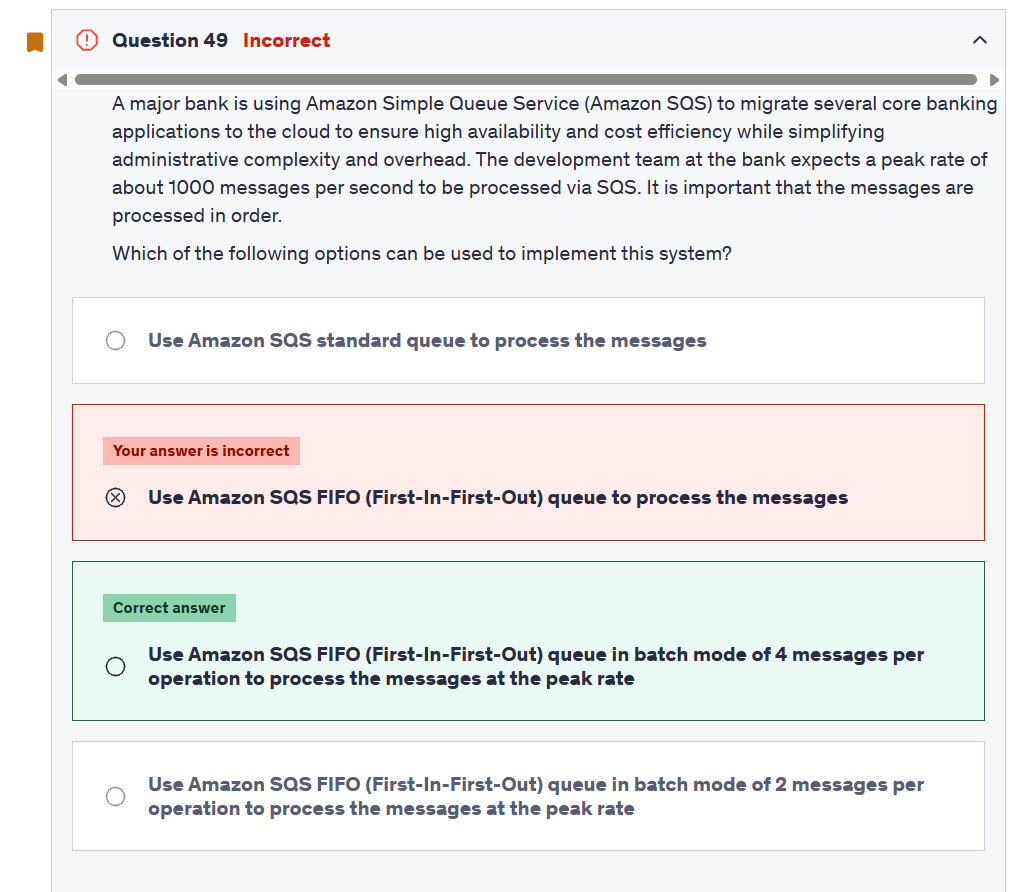 Question 49 Incorrect
A major bank is using Amazon Simple Queue Service (Amazon SQS) to migrate several core banking
applications to the cloud to ensure high availability and cost efficiency while simplifying
administrative complexity and overhead. The development team at the bank expects a peak rate of
about 1000 messages per second to be processed via SQS. It is important that the messages are
processed in order.
Which of the following options can be used to implement this system?
Use Amazon SQS standard queue to process the messages
Your answer is incorrect
Use Amazon SQS FIFO (First-In-First-Out) queue to process the messages
Correct answer
Use Amazon SQS FIFO (First-In-First-Out) queue in batch mode of 4 messages per
operation to process the messages at the peak rate
Use Amazon SQS FIFO (First-In-First-Out) queue in batch mode of 2 messages per
operation to process the messages at the peak rate